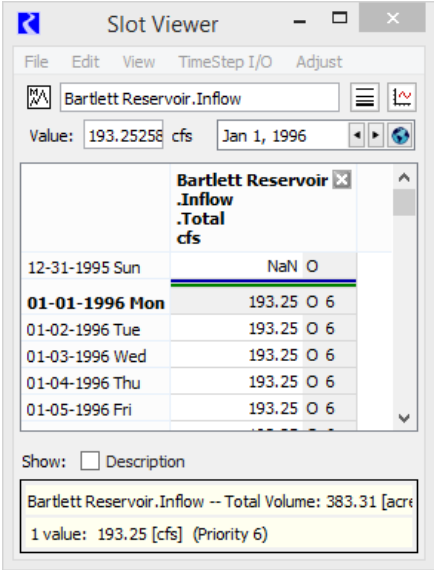 Slot Viewer
File Edit View TimeStep I/O Adjust
Bartlett Reservoir.Inflow
Value: 193.25258 cfs Jan 1, 1996
Bartlett Reservoir
.Inflow
.Total
cfs
12-31-1995 Sun NaN O
01-01-1996 Mon 193.25 O 6
01-02-1996 Tue 193.25 O 6
01-03-1996 Wed 193.25 O 6
01-04-1996 Thu 193.25 O 6
01-05-1996 Fri 193.25 O 6
Show: Description
Bartlett Reservoir.Inflow -- Total Volume: 383.31 [acre
1 value: 193.25 [cfs] (Priority 6)